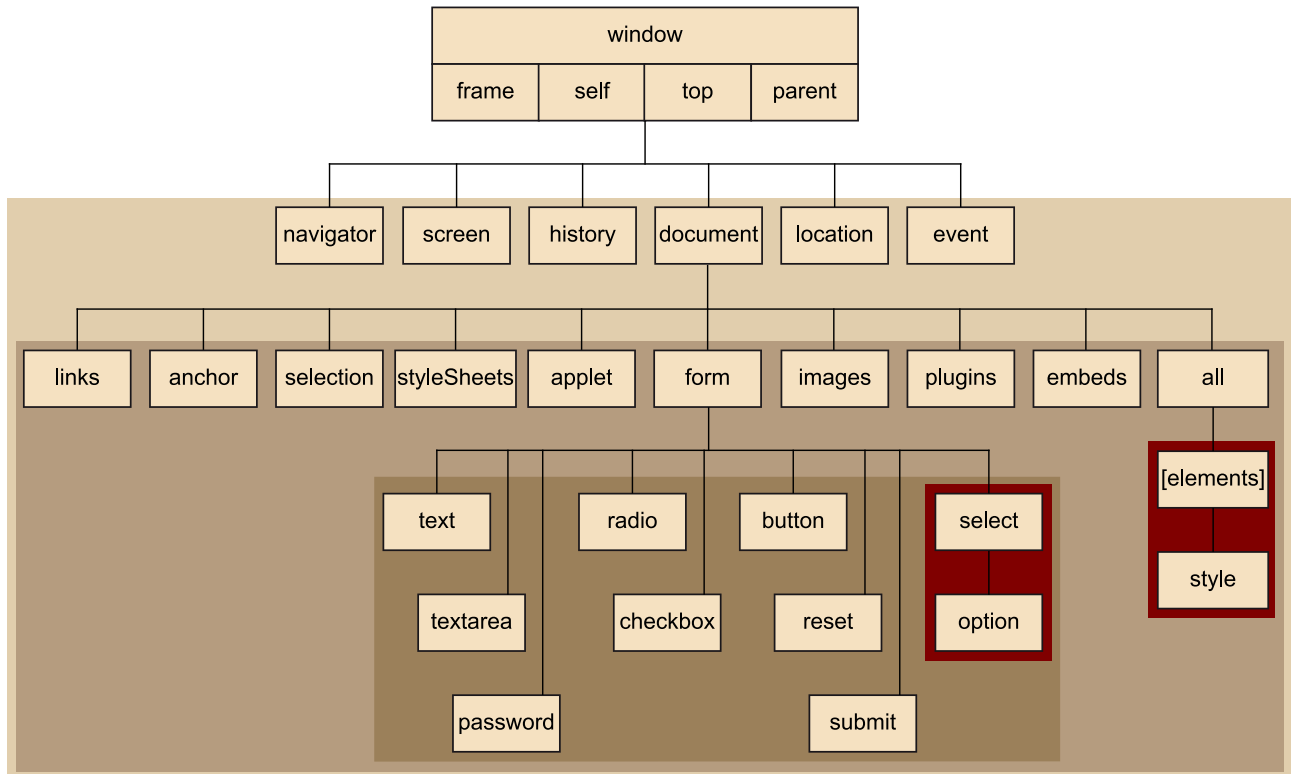 window
frame self top parent
navigator screen history document location event
links anchor selection styleSheets applet form images plugins embeds all
[elements]
text radio button select
style
textarea checkbox reset option
password submit